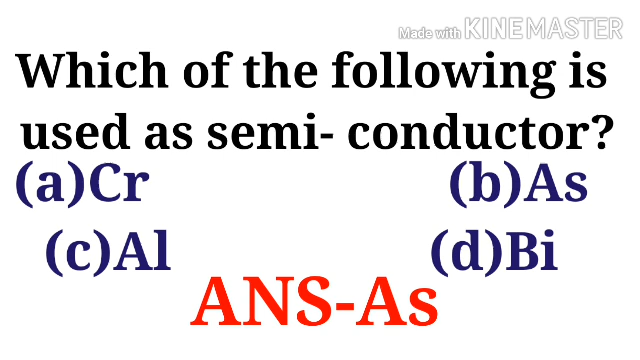 Made with KINEMASTER
Which of the following is
used as semi- conductor?
(a)Cr (b)As
(c)Al (d)Bi
ANS-As